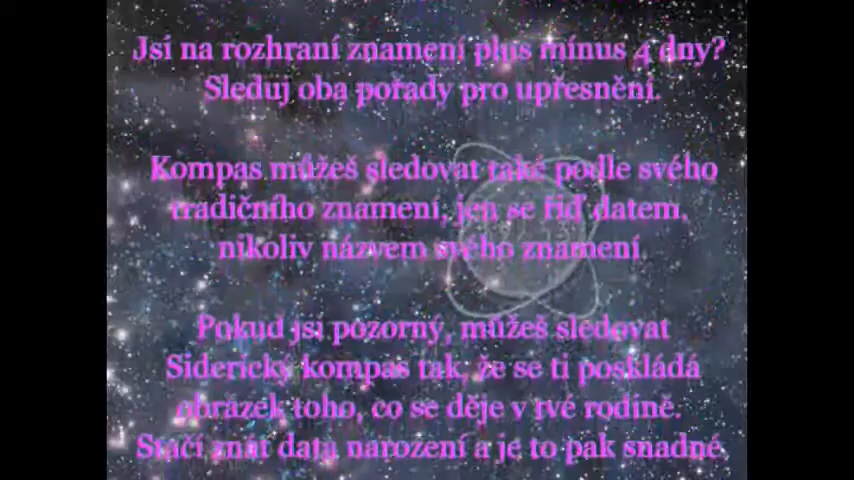 Jsi na rozhraní znamení plus mínus 4 dny?
Sleduj oba pořady pro upřesnění.
Kompas můžeš sledovat také podle svého
tradičního znamení, jen se řiď datem,
nikoliv názvem svého znamení.
Pokud jsi pozorný, můžeš sledovat
Siderický kompas tak, že se ti poskládá
obrázek toho, co se děje v tvé rodině.
Stačí znát data narození a je to pak snadné.